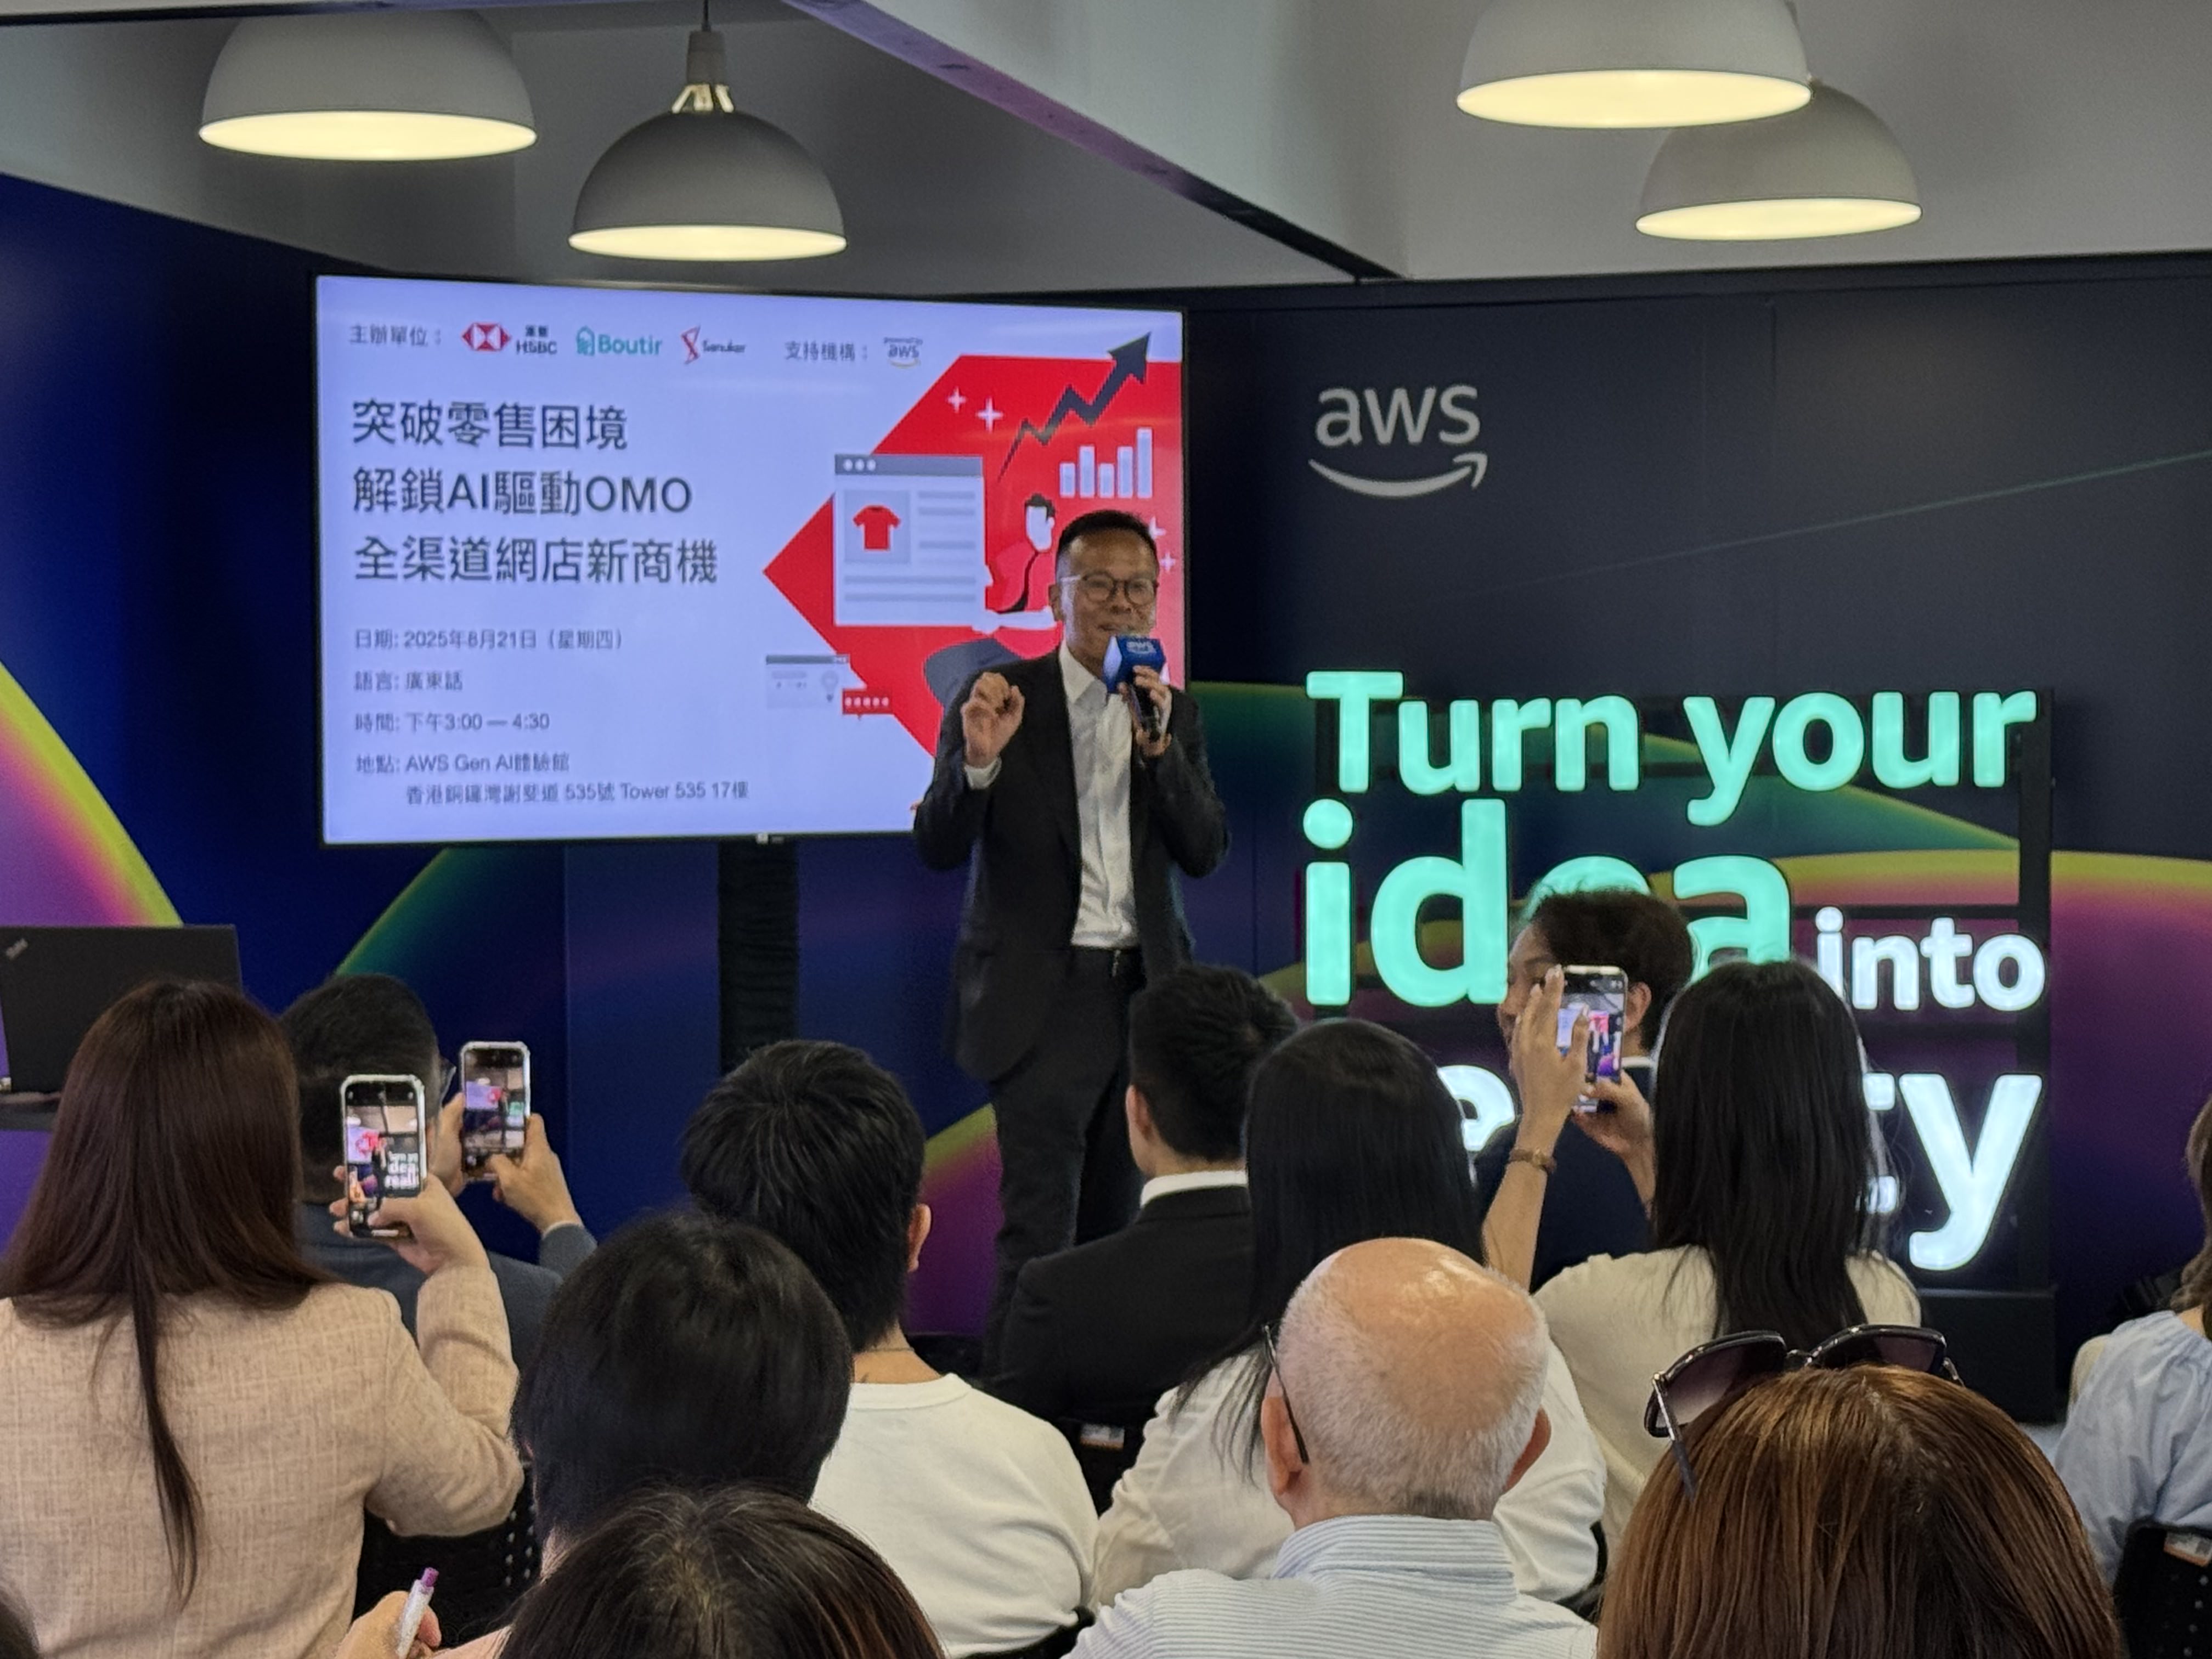 主辦單位：
滙豐
HSBC
Boutir
Sanuker
支持機構：
aws
突破零售困境
解鎖AI驅動OMO
全渠道網店新商機
日期: 2025年8月21日（星期四）
語言: 廣東話
時間: 下午3:00 — 4:30
地點: AWS Gen AI體驗館
香港銅鑼灣謝斐道 535號 Tower 535 17樓
aws
aws
Turn your
idea into